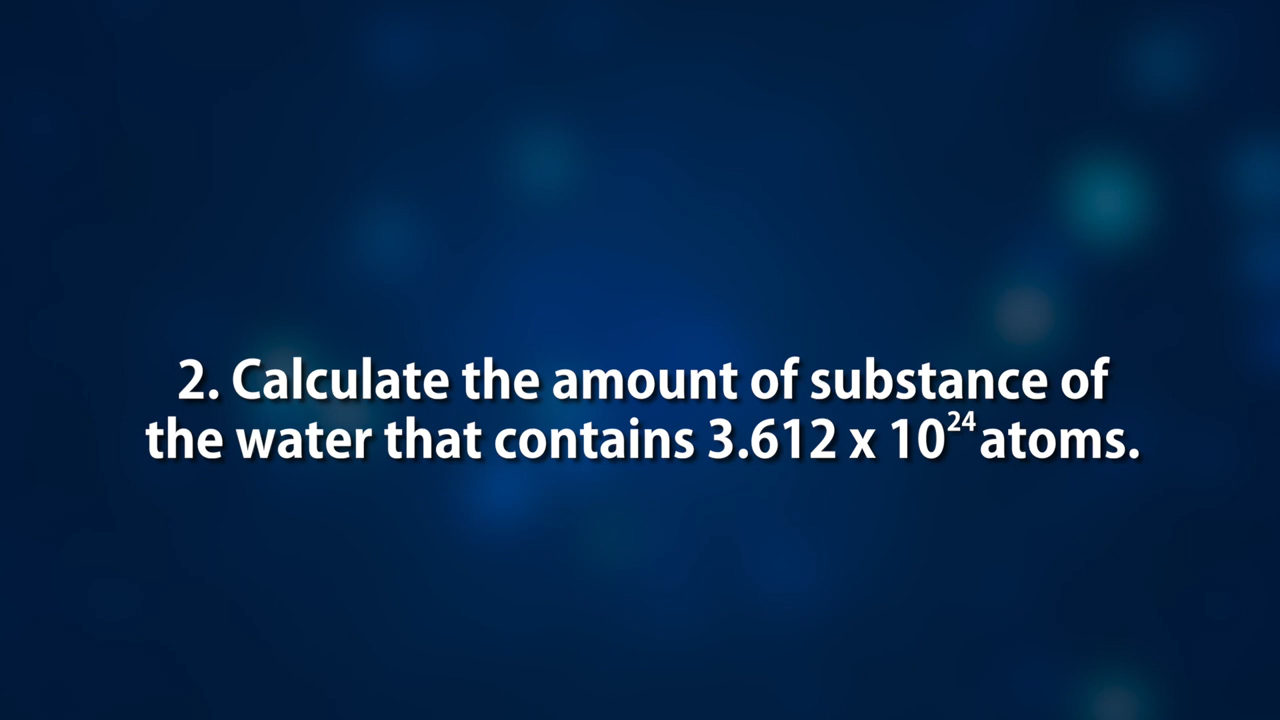 2. Calculate the amount of substance of
the water that contains 3.612 x 10²⁴ atoms.